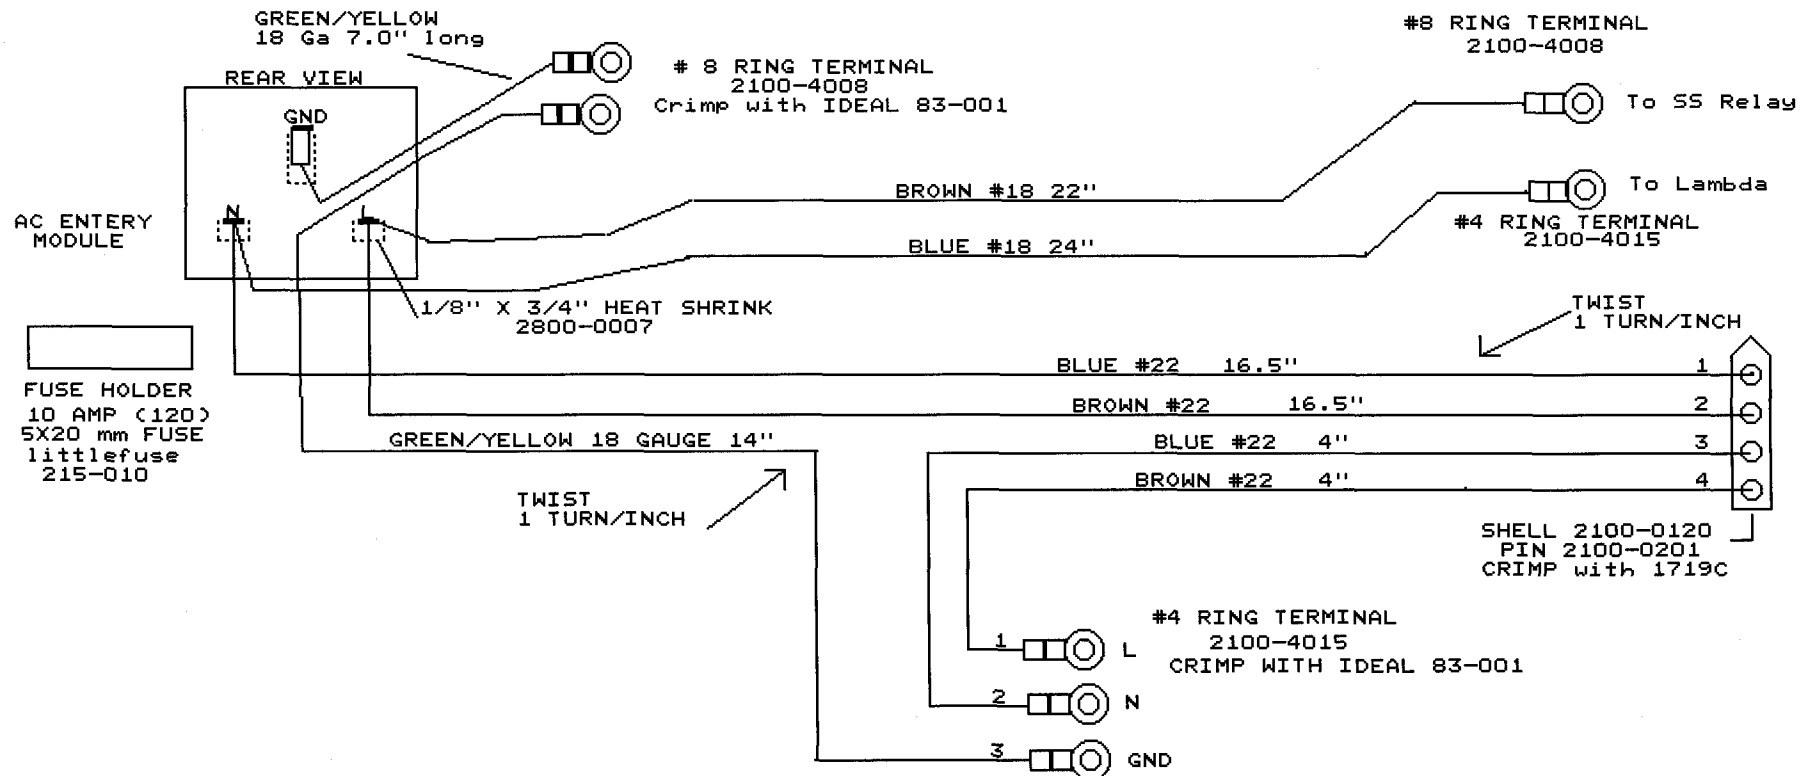 GREEN/YELLOW
18 Ga 7.0" long
# 8 RING TERMINAL
2100-4008
Crimp with IDEAL 83-001
#8 RING TERMINAL
2100-4008
To SS Relay
REAR VIEW
GND
N
L
AC ENTERY
MODULE
BROWN #18 22"
BLUE #18 24"
To Lambda
#4 RING TERMINAL
2100-4015
1/8" X 3/4" HEAT SHRINK
2800-0007
TWIST
1 TURN/INCH
FUSE HOLDER
10 AMP (120)
5X20 mm FUSE
littlefuse
215-010
BLUE #22 16.5" 1
BROWN #22 16.5" 2
GREEN/YELLOW 18 GAUGE 14"
BLUE #22 4" 3
BROWN #22 4" 4
TWIST
1 TURN/INCH
SHELL 2100-0120
PIN 2100-0201
CRIMP with 1719C
#4 RING TERMINAL
2100-4015
CRIMP WITH IDEAL 83-001
1 L
2 N
3 GND